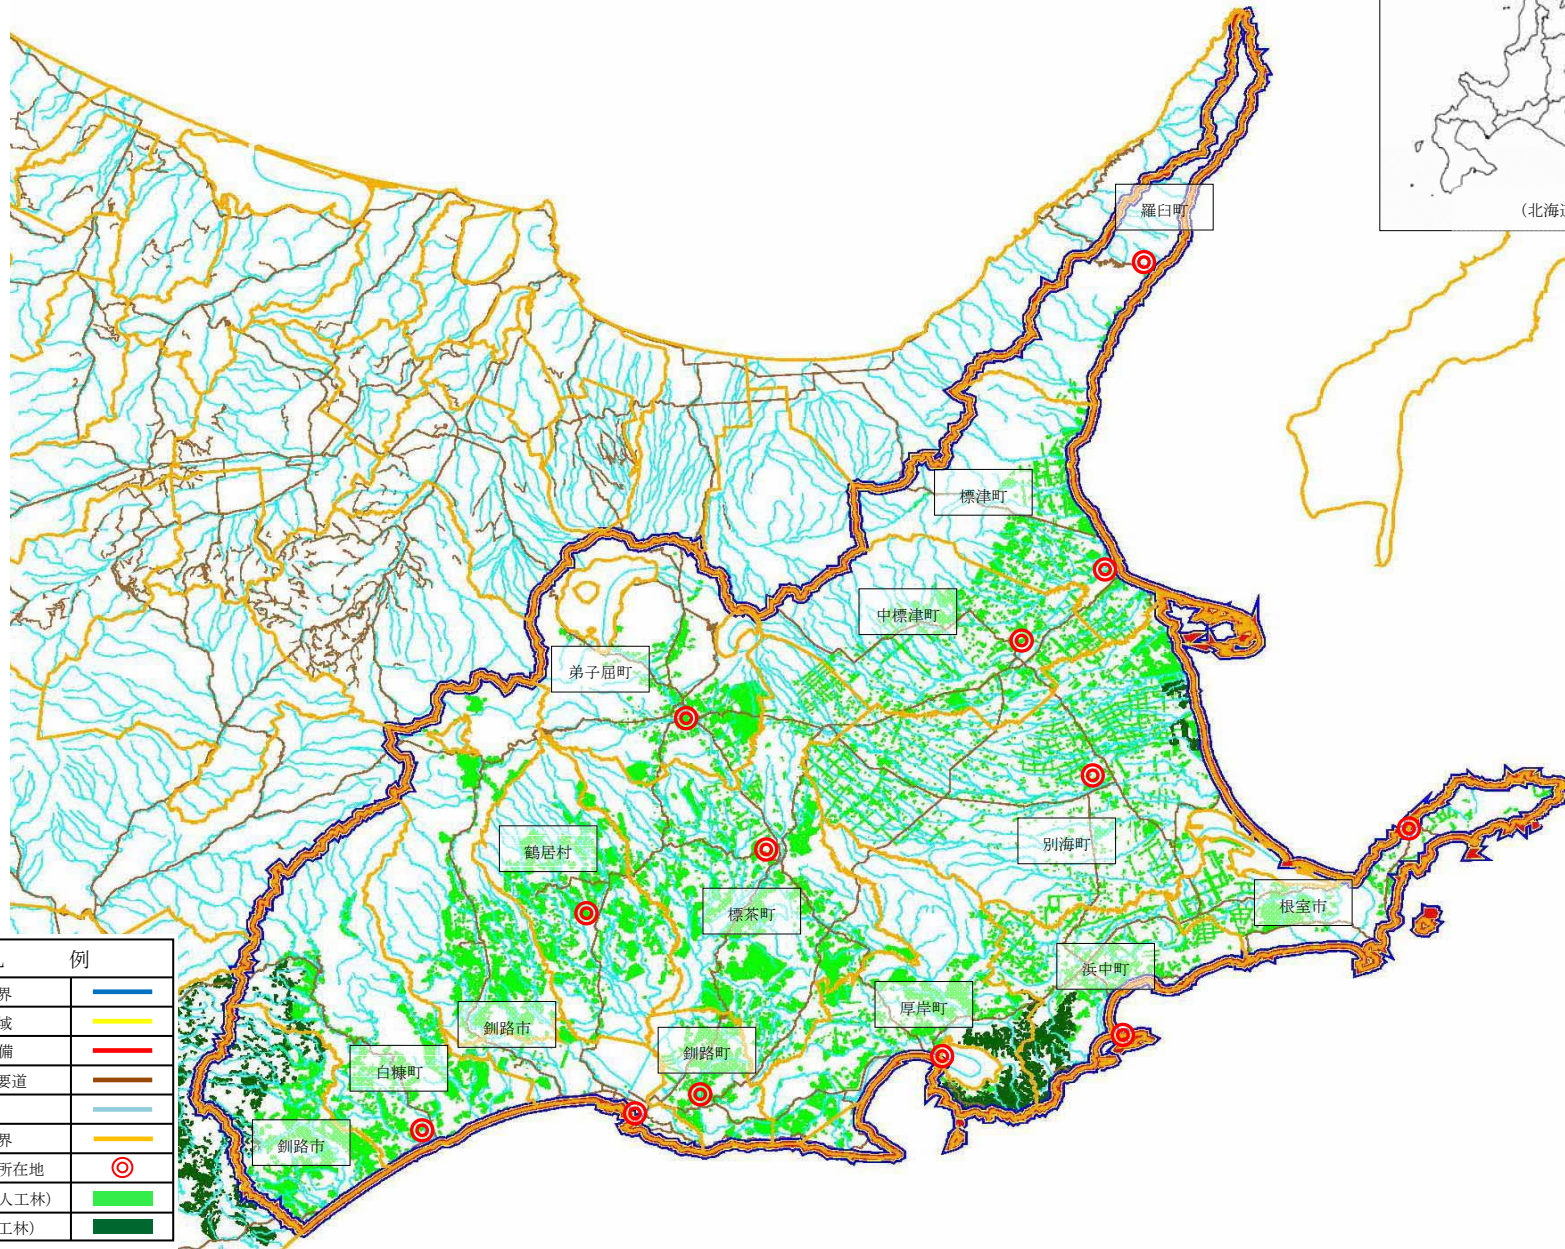 (北海道
羅臼町
標津町
中標津町
弟子屈町
別海町
鶴居村
標茶町
根室市
浜中町
厚岸町
釧路市
釧路町
白糠町
釧路市
例
界
域
備
要道
界
所在地
人工林)
工林)